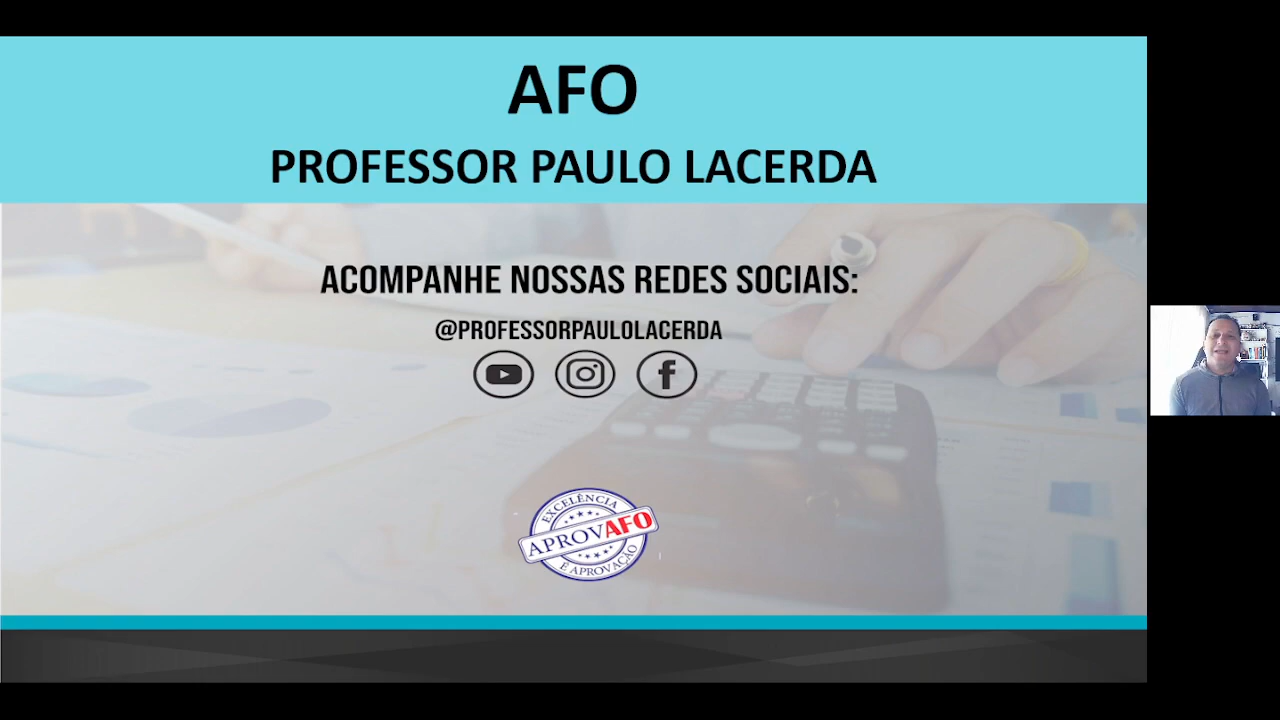 AFO
PROFESSOR PAULO LACERDA
ACOMPANHE NOSSAS REDES SOCIAIS:
@PROFESSORPAULOLACERDA
EXCELÊNCIA
APROVAFO
E APROVAÇÃO